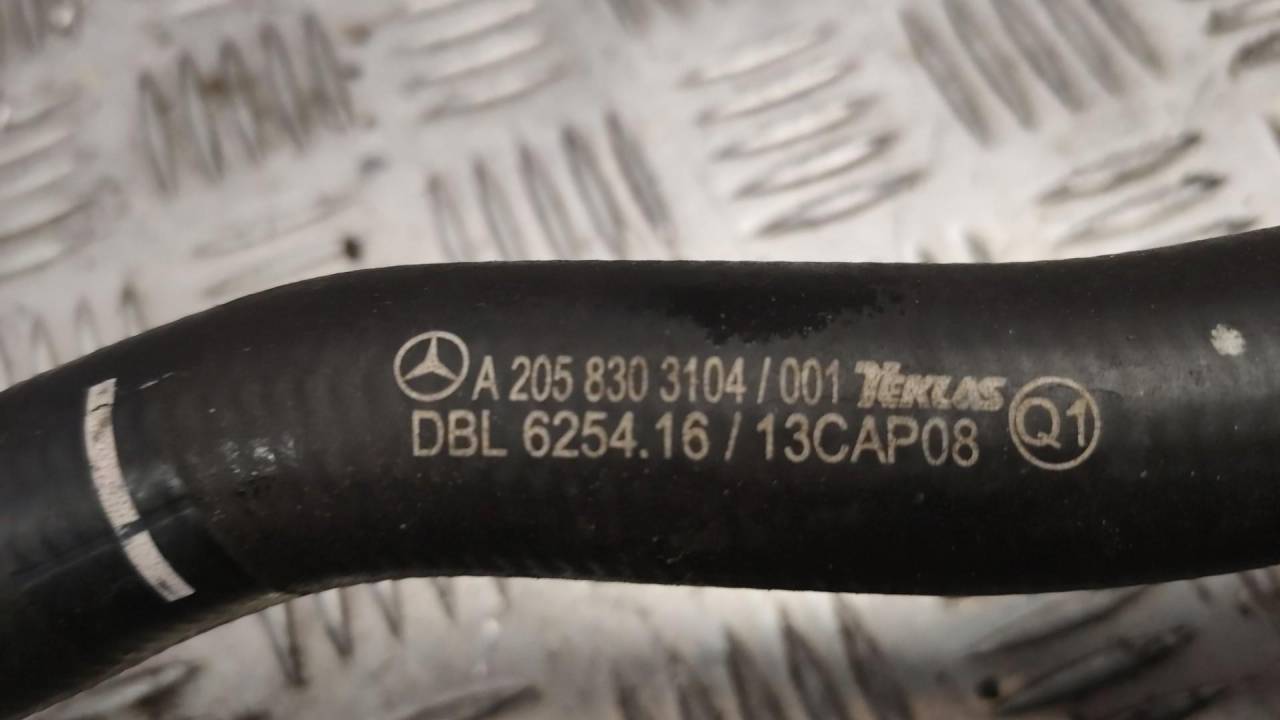 A 205 830 3104 / 001 TEKLAS
DBL 6254.16 / 13CAP08 Q1